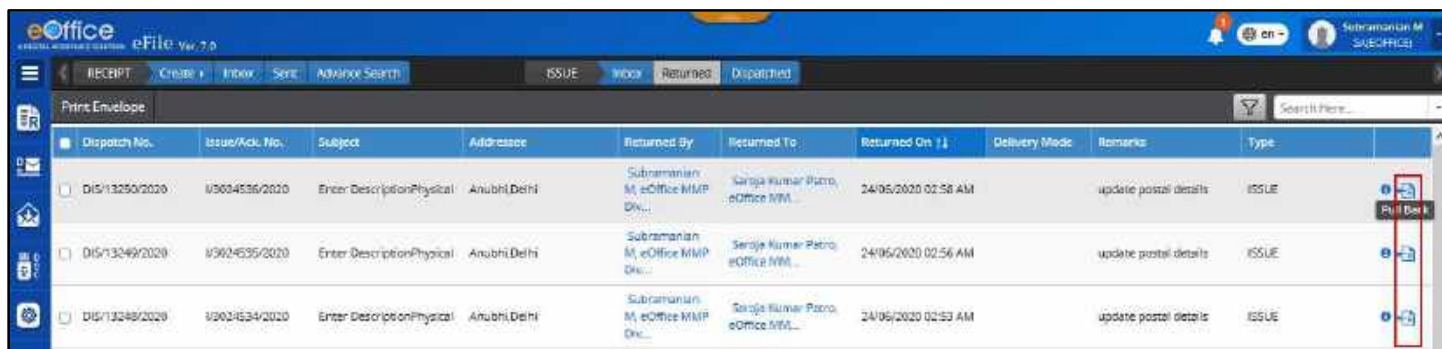 1
eOffice
eFile Ver. 7.0
en
Subramanian M
RECEIPT Create Inbox Sent Advance Search ISSUE Inbox Returned Dispatched
Print Envelope Search Here...
Dispatch No. Issue/Ack. No. Subject Addressee Returned By Returned To Returned On Delivery Mode Remarks Type
Subramanian
DIS/13250/2020 I/3024536/2020 Enter DescriptionPhysical Anubhi,Delhi M, eOffice MMP Saroja Kumar Patro, 24/06/2020 02:58 AM update postal details ISSUE
Div... eOffice MM...
Pull Back
Subramanian
DIS/13249/2020 I/3024535/2020 Enter DescriptionPhysical Anubhi,Delhi M, eOffice MMP Saroja Kumar Patro, 24/06/2020 02:56 AM update postal details ISSUE
Div... eOffice MM...
Subramanian
DIS/13248/2020 I/3024534/2020 Enter DescriptionPhysical Anubhi,Delhi M, eOffice MMP Saroja Kumar Patro, 24/06/2020 02:53 AM update postal details ISSUE
Div... eOffice MM...